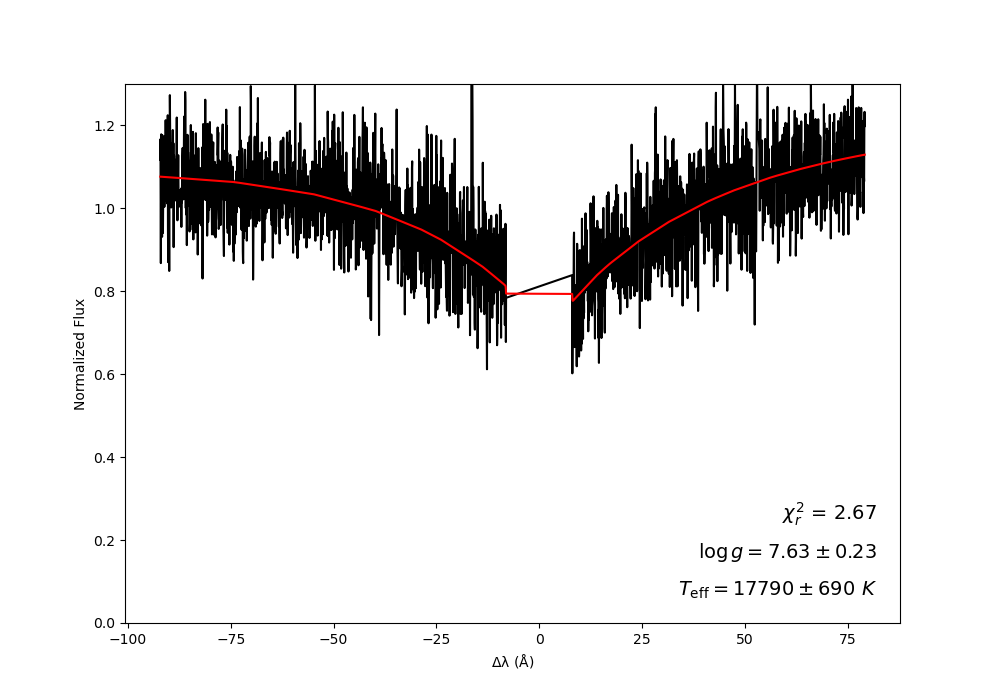 1.2
1.0
0.8
0.6
0.4
0.2
0.0
Normalized Flux
χ²ᵣ = 2.67
log g = 7.63 ± 0.23
T_eff = 17790 ± 690 K
−100 −75 −50 −25 0 25 50 75
Δλ (Å)